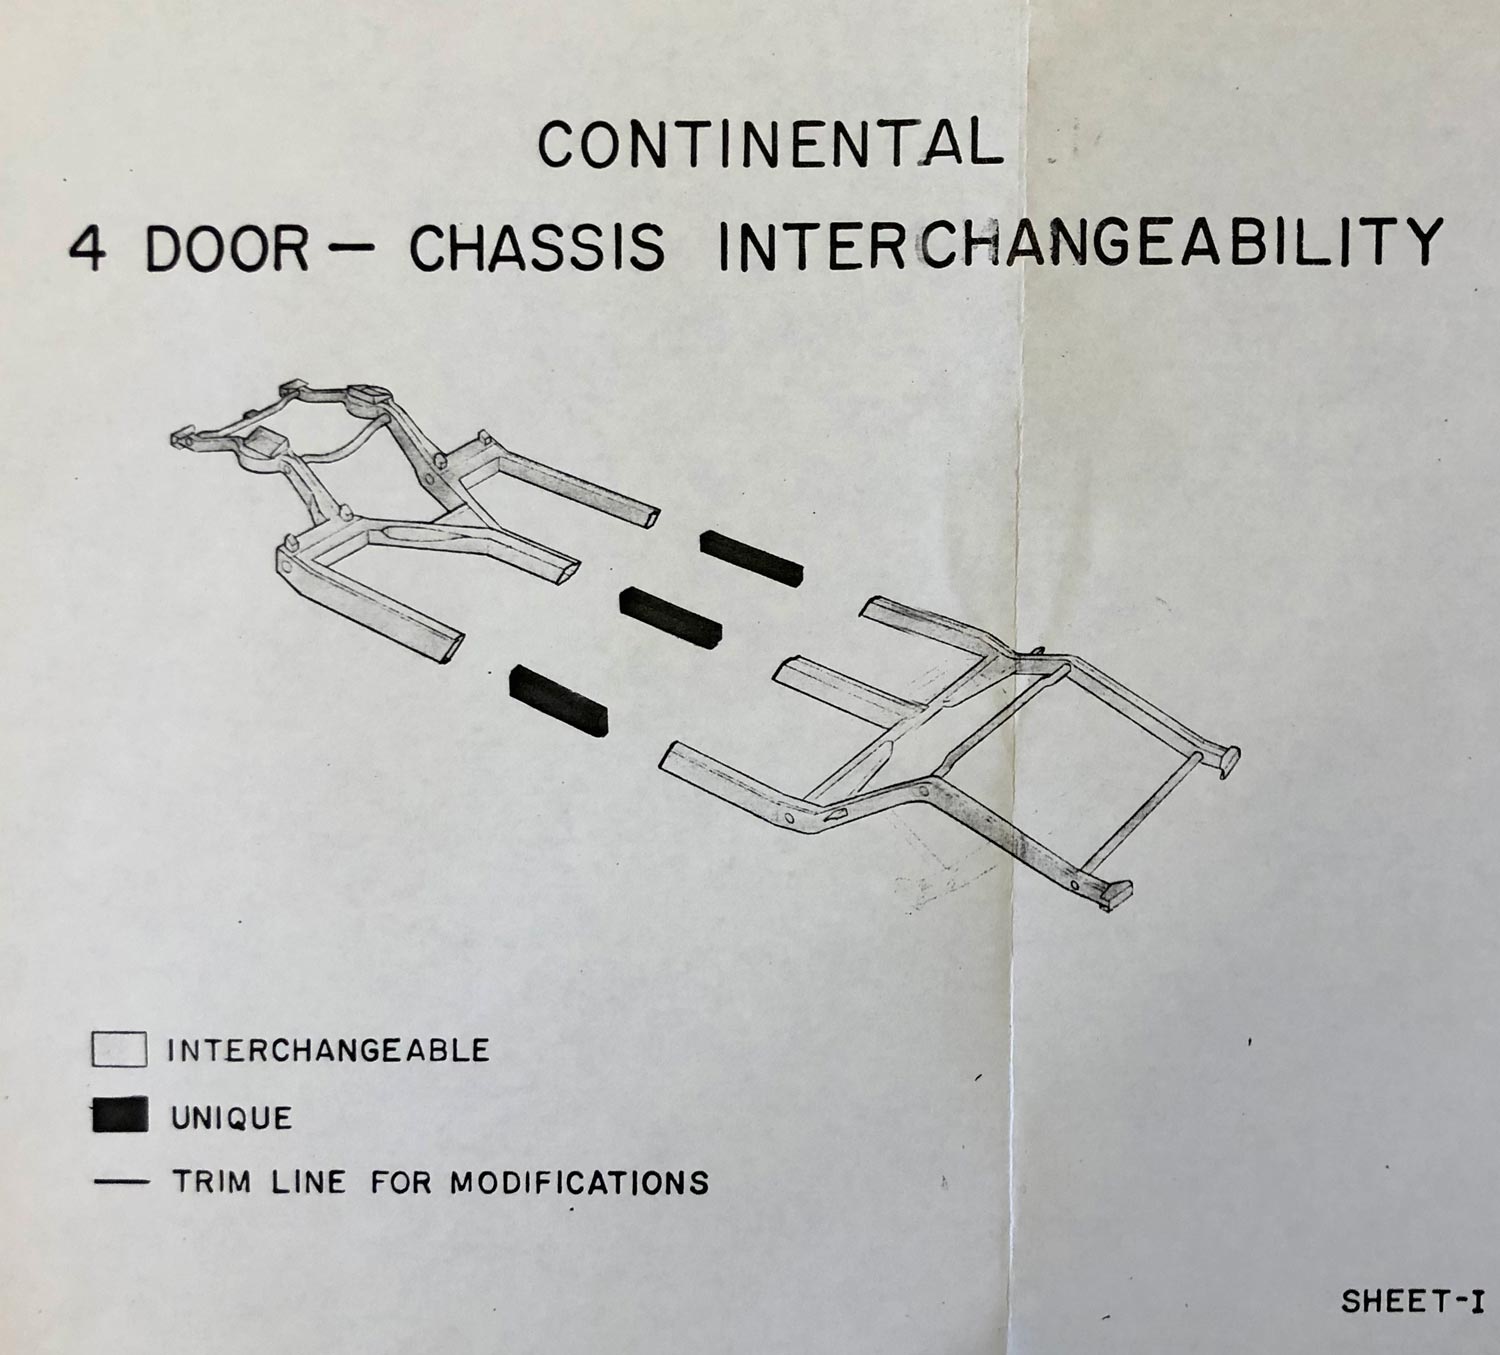 CONTINENTAL
4 DOOR — CHASSIS INTERCHANGEABILITY
INTERCHANGEABLE
UNIQUE
TRIM LINE FOR MODIFICATIONS
SHEET-I